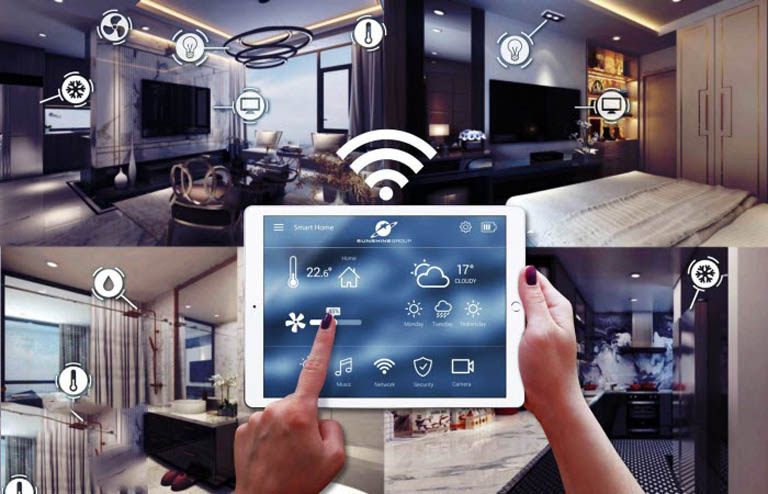 Smart Home
SUNSHINE GROUP
Home
22.6°
17°
CLOUDY
Monday Tuesday Wednesday
Music Network Security Camera